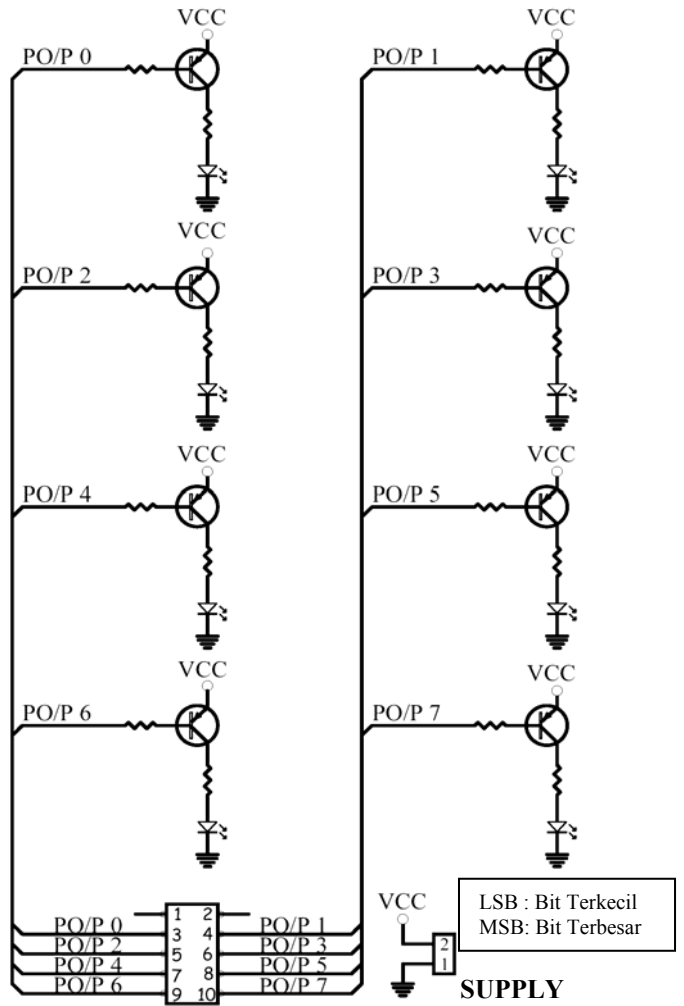 VCC VCC
PO/P 0 PO/P 1
VCC VCC
PO/P 2 PO/P 3
VCC VCC
PO/P 4 PO/P 5
VCC VCC
PO/P 6 PO/P 7
1 2
PO/P 0 3 4 PO/P 1
PO/P 2 5 6 PO/P 3
PO/P 4 7 8 PO/P 5
PO/P 6 9 10 PO/P 7
VCC
2
1
SUPPLY
LSB : Bit Terkecil
MSB: Bit Terbesar